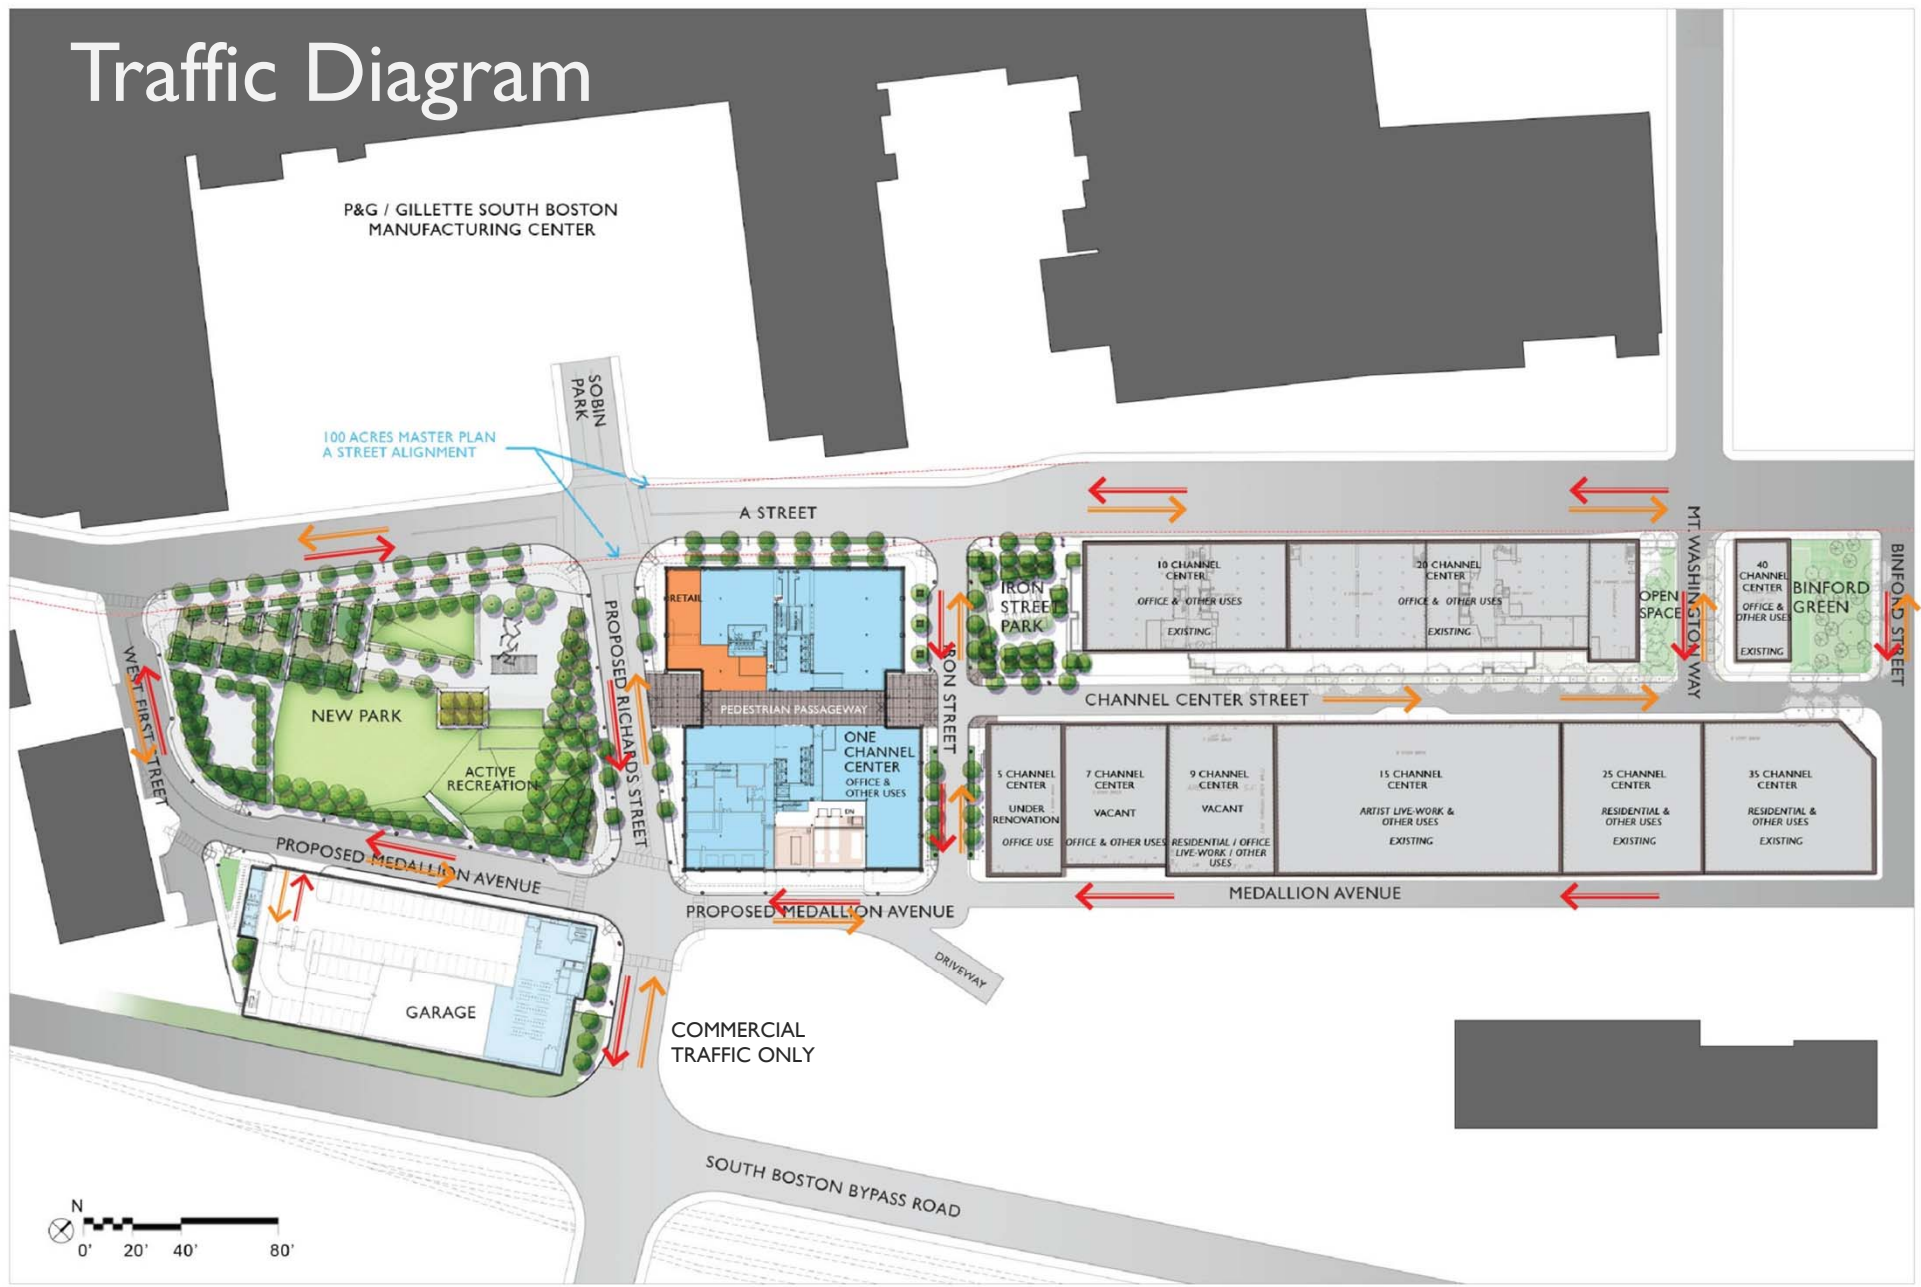 Traffic Diagram
P&G / GILLETTE SOUTH BOSTON
MANUFACTURING CENTER
SOBIN
PARK
100 ACRES MASTER PLAN
A STREET ALIGNMENT
A STREET
MT. WASHINGTON WAY
BINFORD STREET
WEST FIRST STREET
PROPOSED RICHARDS STREET
IRON STREET
RETAIL
IRON
STREET
PARK
10 CHANNEL
CENTER
OFFICE & OTHER USES
EXISTING
20 CHANNEL
CENTER
OFFICE & OTHER USES
EXISTING
OPEN
SPACE
40
CHANNEL
CENTER
OFFICE &
OTHER USES
EXISTING
BINFORD
GREEN
NEW PARK
ACTIVE
RECREATION
PEDESTRIAN PASSAGEWAY
CHANNEL CENTER STREET
ONE
CHANNEL
CENTER
OFFICE &
OTHER USES
DN
5 CHANNEL
CENTER
UNDER
RENOVATION
OFFICE USE
7 CHANNEL
CENTER
VACANT
OFFICE & OTHER USES
9 CHANNEL
CENTER
VACANT
RESIDENTIAL / OFFICE
LIVE-WORK / OTHER
USES
15 CHANNEL
CENTER
ARTIST LIVE-WORK &
OTHER USES
EXISTING
25 CHANNEL
CENTER
RESIDENTIAL &
OTHER USES
EXISTING
35 CHANNEL
CENTER
RESIDENTIAL &
OTHER USES
EXISTING
PROPOSED MEDALLION AVENUE
PROPOSED MEDALLION AVENUE
MEDALLION AVENUE
DRIVEWAY
GARAGE
COMMERCIAL
TRAFFIC ONLY
SOUTH BOSTON BYPASS ROAD
N
0' 20' 40' 80'